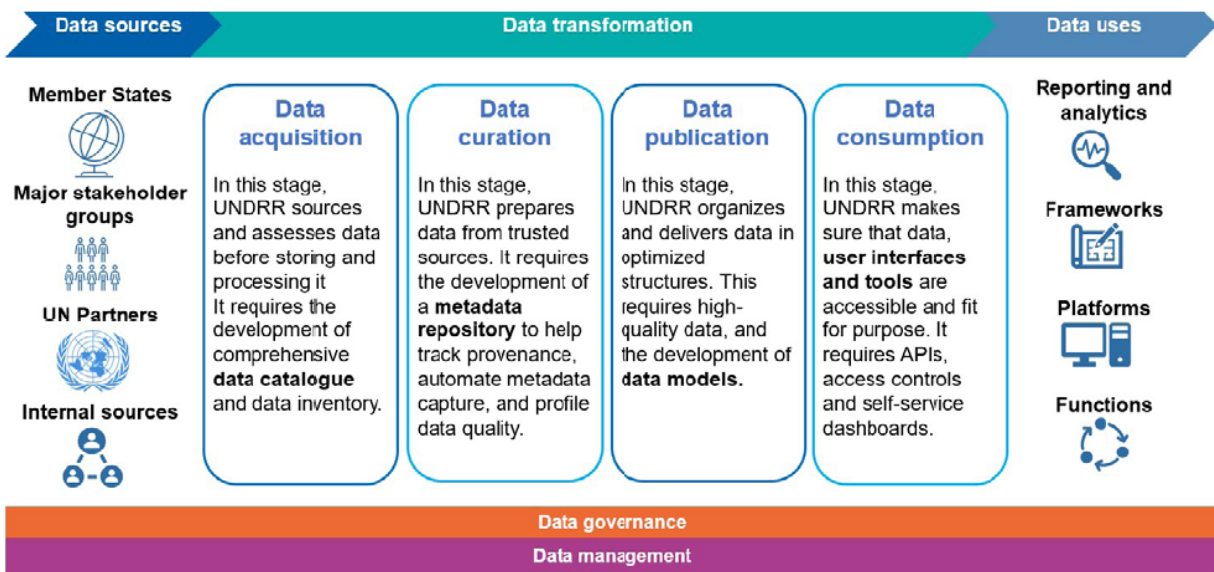 Data sources
Data transformation
Data uses
Member States
Major stakeholder
groups
UN Partners
Internal sources
Data
acquisition
In this stage,
UNDRR sources
and assesses data
before storing and
processing it
It requires the
development of
comprehensive
data catalogue
and data inventory.
Data
curation
In this stage,
UNDRR prepares
data from trusted
sources. It requires
the development of
a metadata
repository to help
track provenance,
automate metadata
capture, and profile
data quality.
Data
publication
In this stage,
UNDRR organizes
and delivers data in
optimized
structures. This
requires high-
quality data, and
the development of
data models.
Data
consumption
In this stage,
UNDRR makes
sure that data,
user interfaces
and tools are
accessible and fit
for purpose. It
requires APIs,
access controls
and self-service
dashboards.
Reporting and
analytics
Frameworks
Platforms
Functions
Data governance
Data management